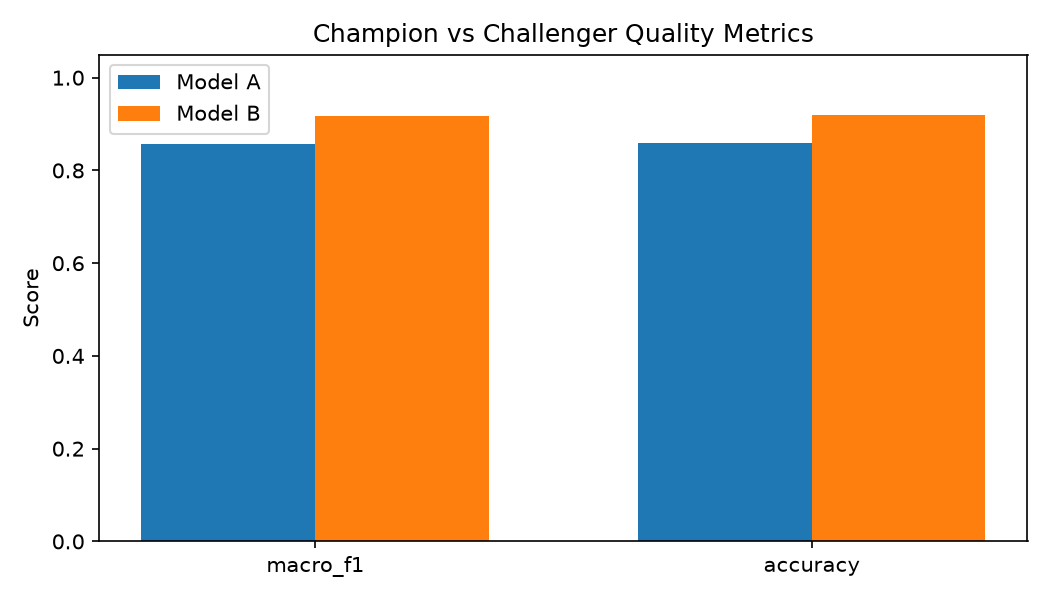 Champion vs Challenger Quality Metrics
Model A
Model B
Score
1.0
0.8
0.6
0.4
0.2
0.0
macro_f1
accuracy